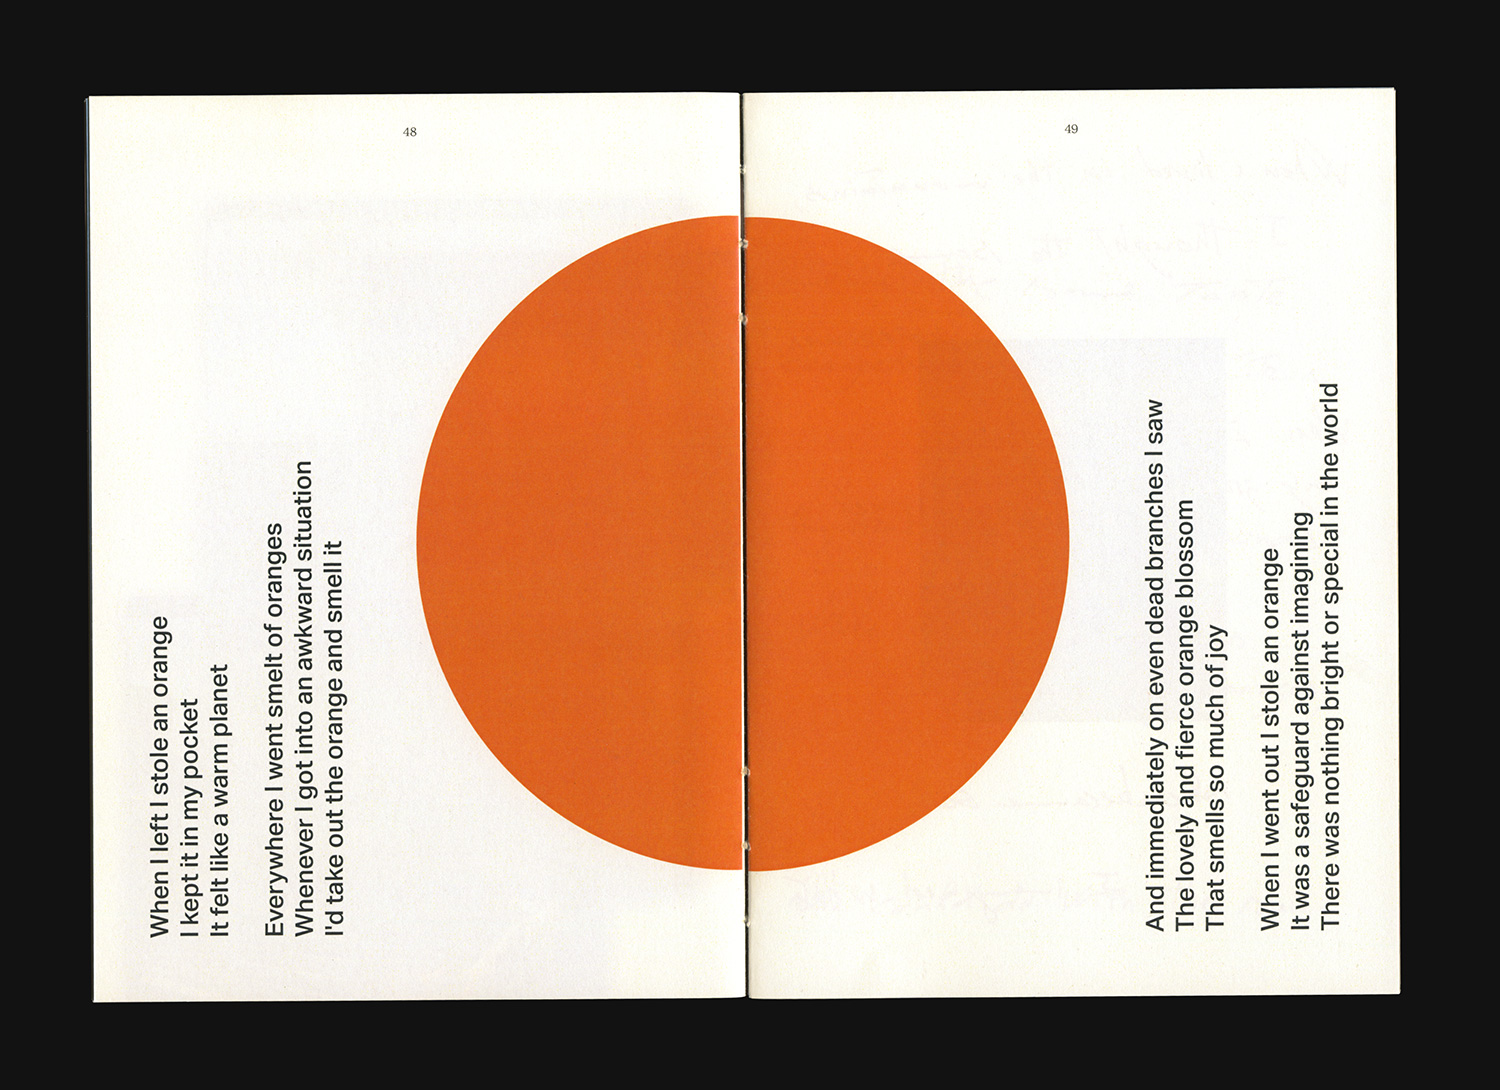 48
When I left I stole an orange
I kept it in my pocket
It felt like a warm planet
Everywhere I went smelt of oranges
Whenever I got into an awkward situation
I'd take out the orange and smell it
49
And immediately on even dead branches I saw
The lovely and fierce orange blossom
That smells so much of joy
When I went out I stole an orange
It was a safeguard against imagining
There was nothing bright or special in the world